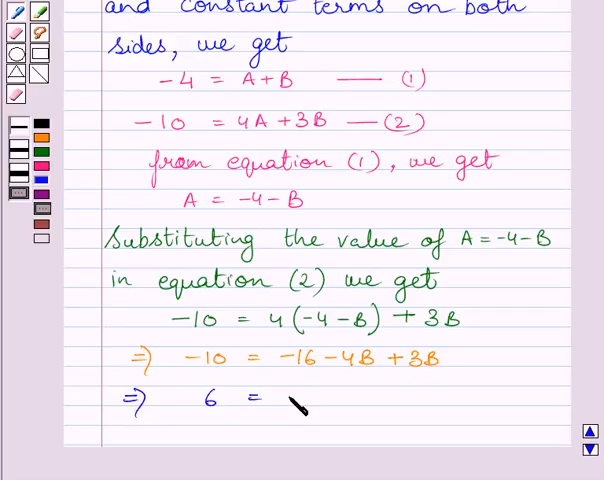 and constant terms on both
sides, we get
-4 = A+B —— (1)
-10 = 4A+3B —(2)
from equation (1), we get
A = -4-B
Substituting the value of A=-4-B
in equation (2) we get
-10 = 4(-4-B) + 3B
=> -10 = -16-4B+3B
=> 6 =